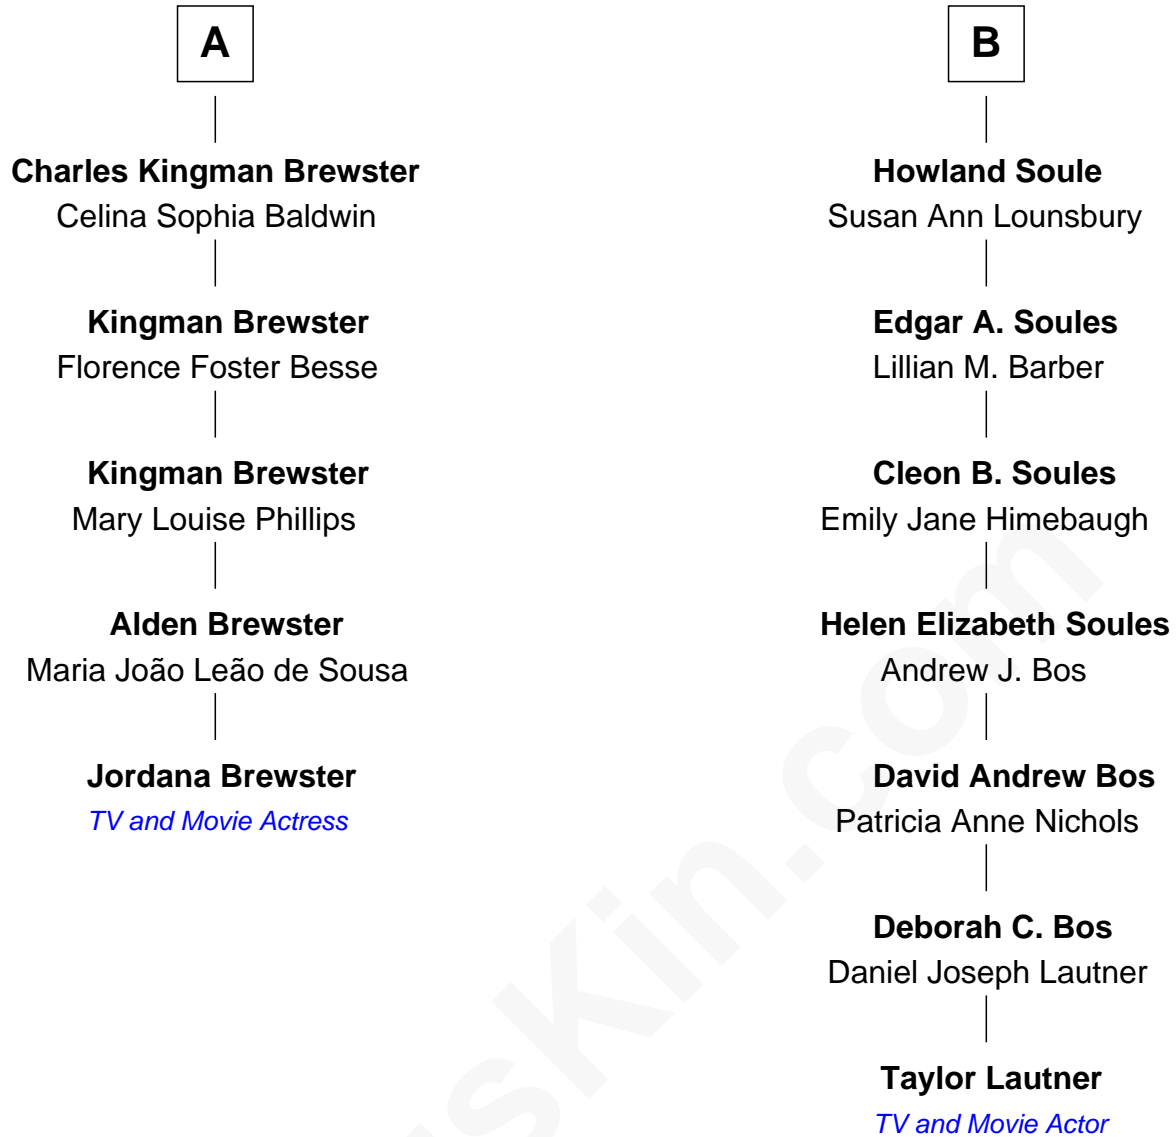 A
Charles Kingman Brewster
Celina Sophia Baldwin
Kingman Brewster
Florence Foster Besse
Kingman Brewster
Mary Louise Phillips
Alden Brewster
Maria João Leão de Sousa
Jordana Brewster
TV and Movie Actress
B
Howland Soule
Susan Ann Lounsbury
Edgar A. Soules
Lillian M. Barber
Cleon B. Soules
Emily Jane Himebaugh
Helen Elizabeth Soules
Andrew J. Bos
David Andrew Bos
Patricia Anne Nichols
Deborah C. Bos
Daniel Joseph Lautner
Taylor Lautner
TV and Movie Actor